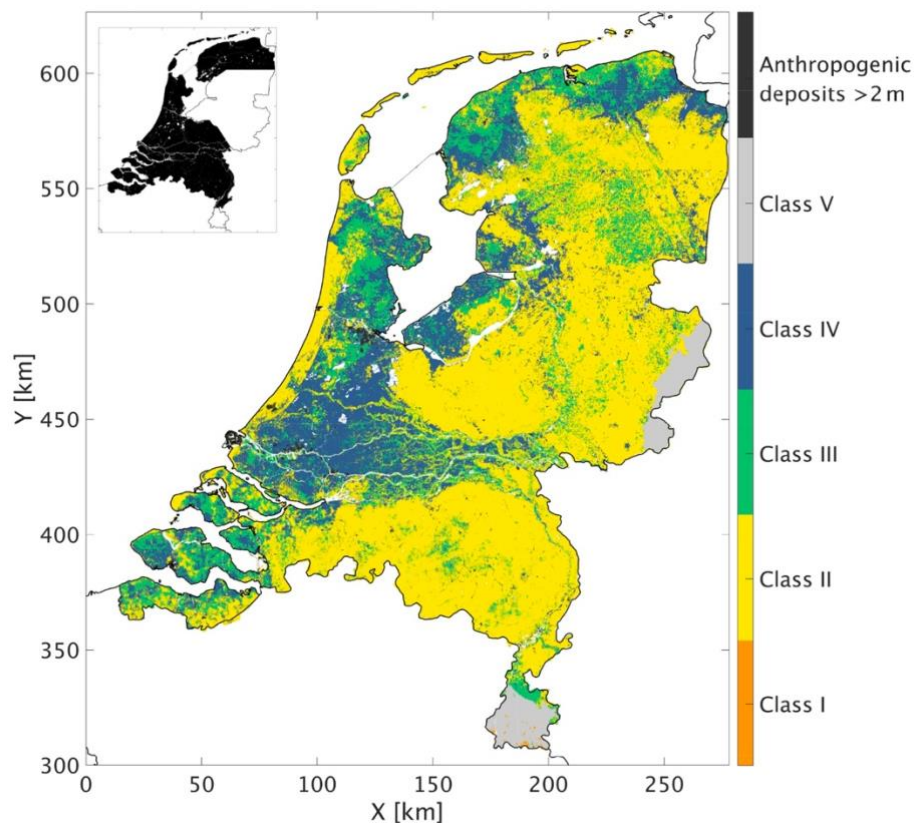 600
550
500
450
400
350
300
0
50
100
150
200
250
Y [km]
X [km]
Anthropogenic
deposits >2 m
Class V
Class IV
Class III
Class II
Class I